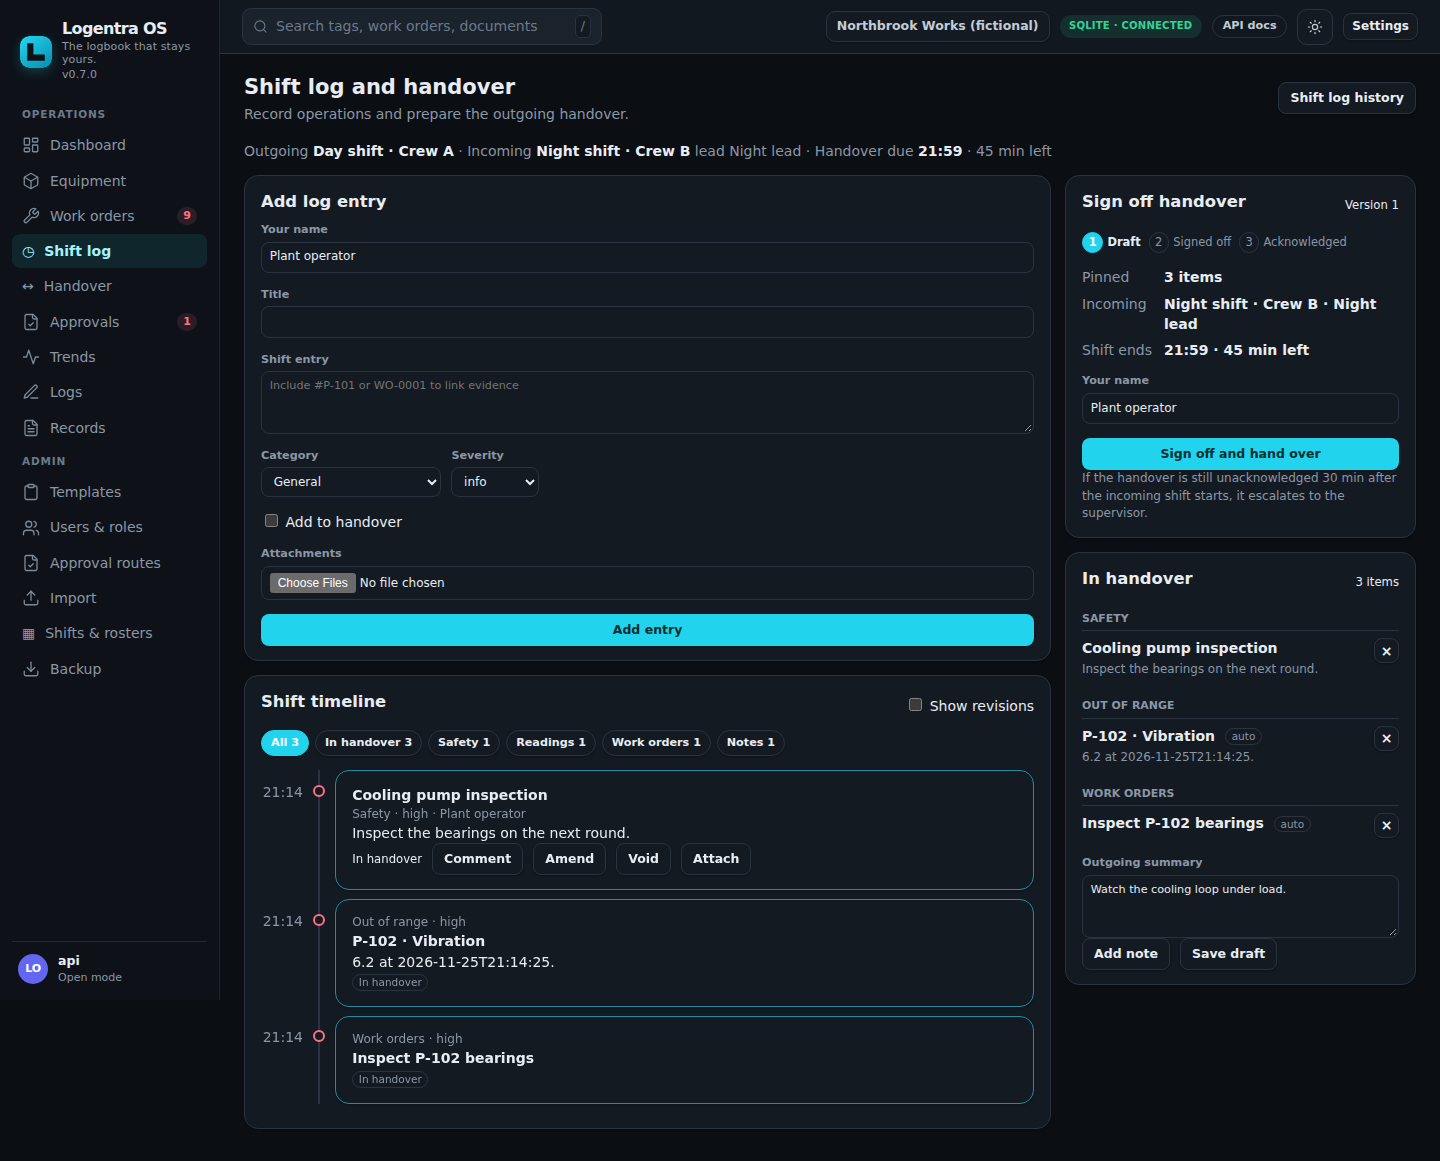 Logentra OS
The logbook that stays
yours.
v0.7.0
OPERATIONS
Dashboard
Equipment
Work orders 9
Shift log
Handover
Approvals 1
Trends
Logs
Records
ADMIN
Templates
Users & roles
Approval routes
Import
Shifts & rosters
Backup
LO
api
Open mode
Search tags, work orders, documents /
Northbrook Works (fictional)
SQLITE · CONNECTED
API docs
Settings
Shift log and handover
Record operations and prepare the outgoing handover.
Shift log history
Outgoing Day shift · Crew A · Incoming Night shift · Crew B lead Night lead · Handover due 21:59 · 45 min left
Add log entry
Your name
Plant operator
Title
Shift entry
Include #P-101 or WO-0001 to link evidence
Category Severity
General info
Add to handover
Attachments
Choose Files No file chosen
Add entry
Shift timeline
Show revisions
All 3 In handover 3 Safety 1 Readings 1 Work orders 1 Notes 1
21:14
Cooling pump inspection
Safety · high · Plant operator
Inspect the bearings on the next round.
In handover Comment Amend Void Attach
21:14
Out of range · high
P-102 · Vibration
6.2 at 2026-11-25T21:14:25.
In handover
21:14
Work orders · high
Inspect P-102 bearings
In handover
Sign off handover
Version 1
1 Draft 2 Signed off 3 Acknowledged
Pinned 3 items
Incoming Night shift · Crew B · Night
lead
Shift ends 21:59 · 45 min left
Your name
Plant operator
Sign off and hand over
If the handover is still unacknowledged 30 min after
the incoming shift starts, it escalates to the
supervisor.
In handover
3 items
SAFETY
Cooling pump inspection ×
Inspect the bearings on the next round.
OUT OF RANGE
P-102 · Vibration auto ×
6.2 at 2026-11-25T21:14:25.
WORK ORDERS
Inspect P-102 bearings auto ×
Outgoing summary
Watch the cooling loop under load.
Add note Save draft